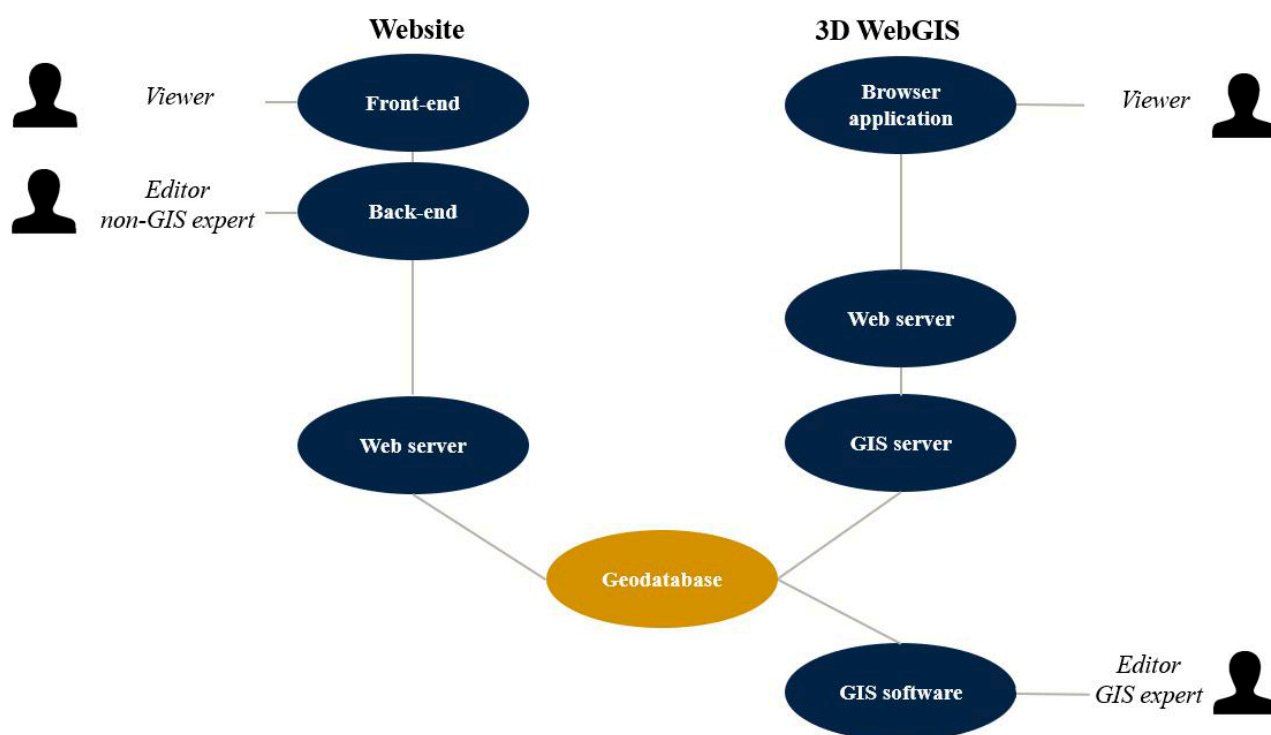 Website
3D WebGIS
Viewer
Front-end
Browser
application
Viewer
Editor
non-GIS expert
Back-end
Web server
Web server
GIS server
Geodatabase
GIS software
Editor
GIS expert